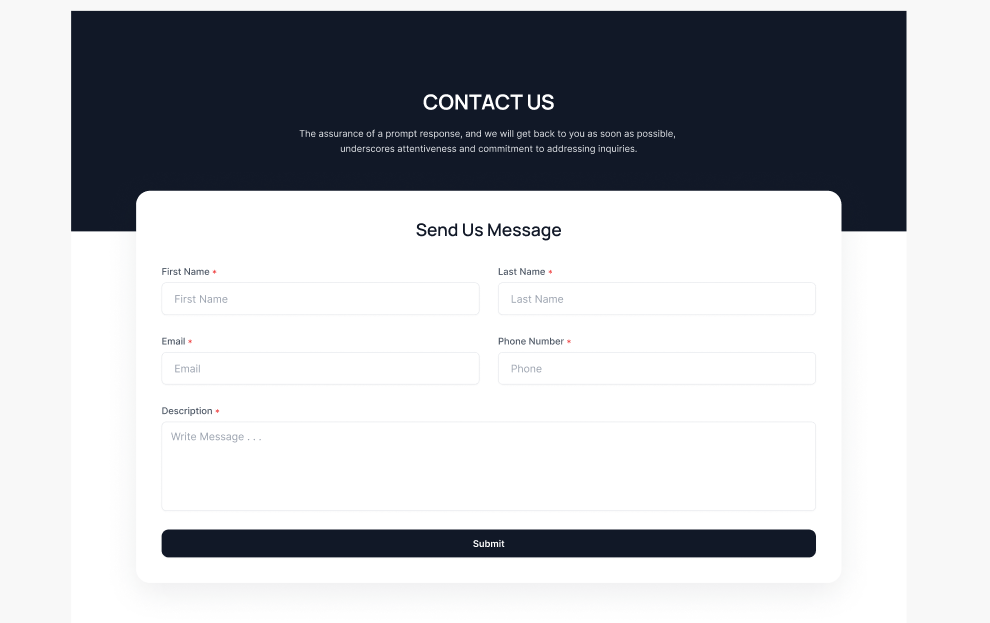 CONTACT US
The assurance of a prompt response, and we will get back to you as soon as possible,
underscores attentiveness and commitment to addressing inquiries.
Send Us Message
First Name *
Last Name *
First Name
Last Name
Email *
Phone Number *
Email
Phone
Description *
Write Message . . .
Submit